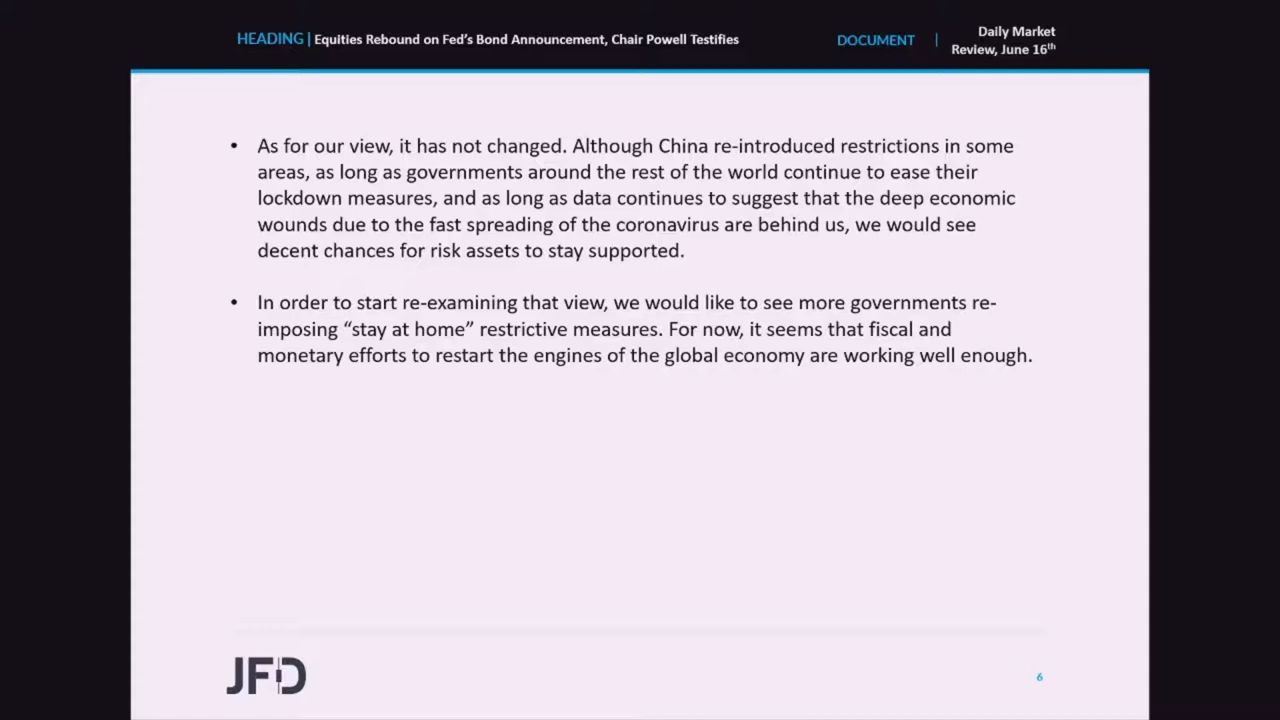 HEADING | Equities Rebound on Fed's Bond Announcement, Chair Powell Testifies
DOCUMENT | Daily Market
Review, June 16th
• As for our view, it has not changed. Although China re-introduced restrictions in some
areas, as long as governments around the rest of the world continue to ease their
lockdown measures, and as long as data continues to suggest that the deep economic
wounds due to the fast spreading of the coronavirus are behind us, we would see
decent chances for risk assets to stay supported.
• In order to start re-examining that view, we would like to see more governments re-
imposing “stay at home” restrictive measures. For now, it seems that fiscal and
monetary efforts to restart the engines of the global economy are working well enough.
JFD
6